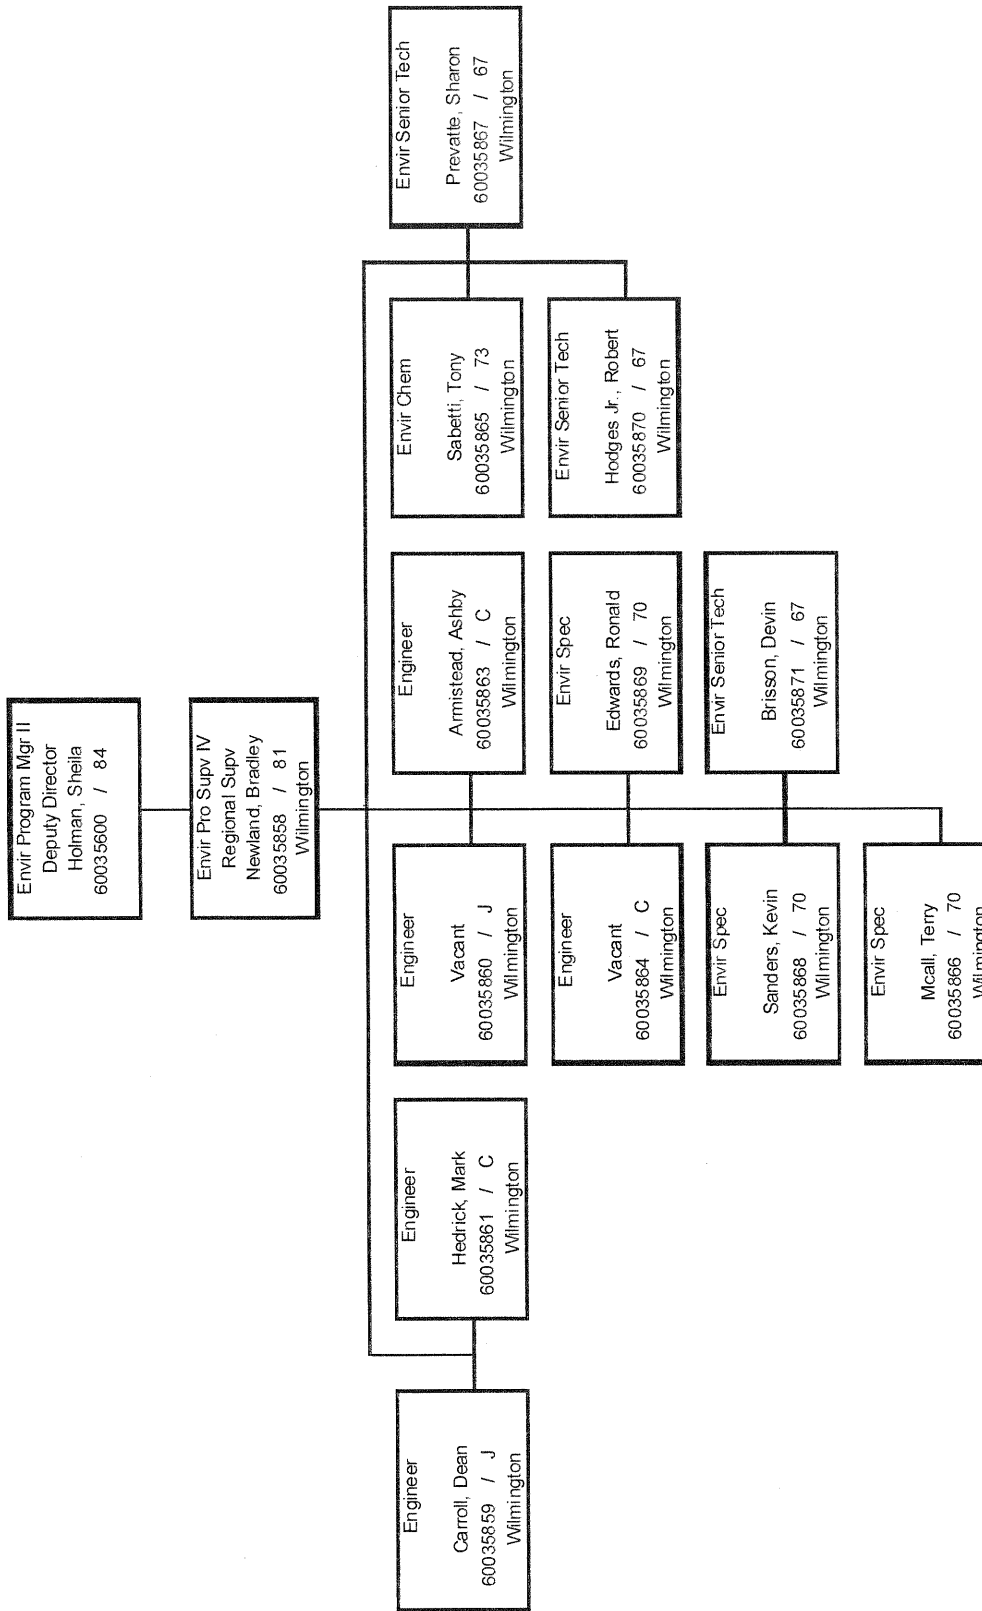 Envir Program Mgr II
Deputy Director
Holman, Sheila
60035600 / 84
Envir Pro Supv IV
Regional Supv
Newland, Bradley
60035858 / 81
Wilmington
Engineer
Carroll, Dean
60035859 / J
Wilmington
Engineer
Hedrick, Mark
60035861 / C
Wilmington
Engineer
Vacant
60035860 / J
Wilmington
Engineer
Armistead, Ashby
60035863 / C
Wilmington
Envir Chem
Sabetti, Tony
60035865 / 73
Wilmington
Envir Senior Tech
Prevatte, Sharon
60035867 / 67
Wilmington
Engineer
Vacant
60035864 / C
Wilmington
Envir Spec
Edwards, Ronald
60035869 / 70
Wilmington
Envir Senior Tech
Hodges Jr., Robert
60035870 / 67
Wilmington
Envir Spec
Sanders, Kevin
60035868 / 70
Wilmington
Envir Senior Tech
Brisson, Devin
60035871 / 67
Wilmington
Envir Spec
Mcall, Terry
60035866 / 70
Wilmington